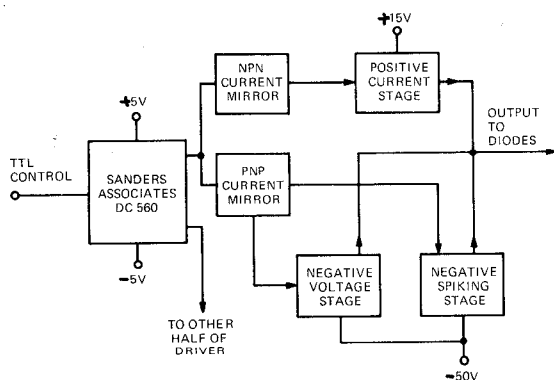 +15V
NPN
CURRENT
MIRROR
POSITIVE
CURRENT
STAGE
+5V
OUTPUT
TO
DIODES
TTL
CONTROL
SANDERS
ASSOCIATES
DC 560
PNP
CURRENT
MIRROR
-5V
NEGATIVE
VOLTAGE
STAGE
NEGATIVE
SPIKING
STAGE
TO OTHER
HALF OF
DRIVER
-50V